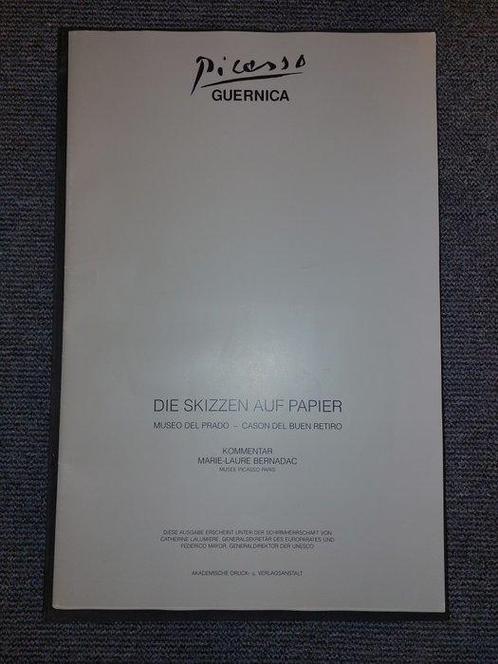 Picasso
GUERNICA
DIE SKIZZEN AUF PAPIER
MUSEO DEL PRADO – CASON DEL BUEN RETIRO
KOMMENTAR
MARIE-LAURE BERNADAC
MUSEE PICASSO PARIS
DIESE AUSGABE ERSCHEINT UNTER DER SCHIRMHERRSCHAFT VON
CATHERINE LALUMIERE, GENERALSEKRETÄR DES EUROPARATES UND
FEDERICO MAYOR, GENERALDIREKTOR DER UNESCO
AKADEMISCHE DRUCK- u. VERLAGSANSTALT